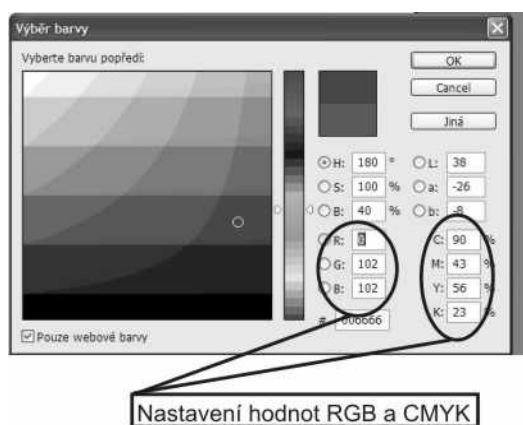 Výběr barvy
Vyberte barvu popředí:
OK
Cancel
Jiná
H: 180 ° L: 38
S: 100 % a: -26
B: 40 % b: -8
R: 0 C: 90 %
G: 102 M: 43 %
B: 102 Y: 56 %
# 006666 K: 23 %
Pouze webové barvy
Nastavení hodnot RGB a CMYK